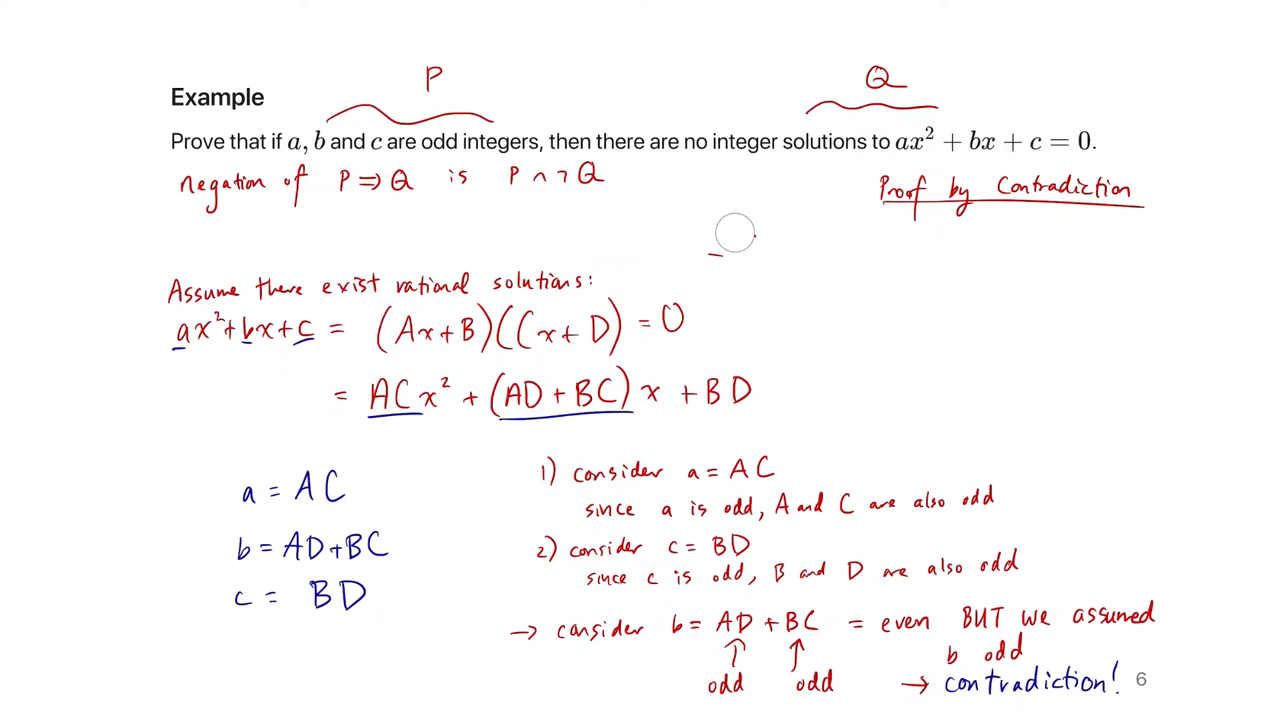 P
Q
Example
Prove that if a, b and c are odd integers, then there are no integer solutions to ax² + bx + c = 0.
negation of P ⇒ Q is P ∧ ¬ Q
Proof by Contradiction
Assume there exist rational solutions:
ax²+bx+c = (Ax+B)(Cx+D) = 0
= ACx² + (AD + BC) x + BD
a = AC
b = AD+BC
c = BD
1) consider a = AC
since a is odd, A and C are also odd
2) consider c = BD
since c is odd, B and D are also odd
→ consider b = AD + BC = even BUT we assumed
b odd
odd odd → contradiction! 6